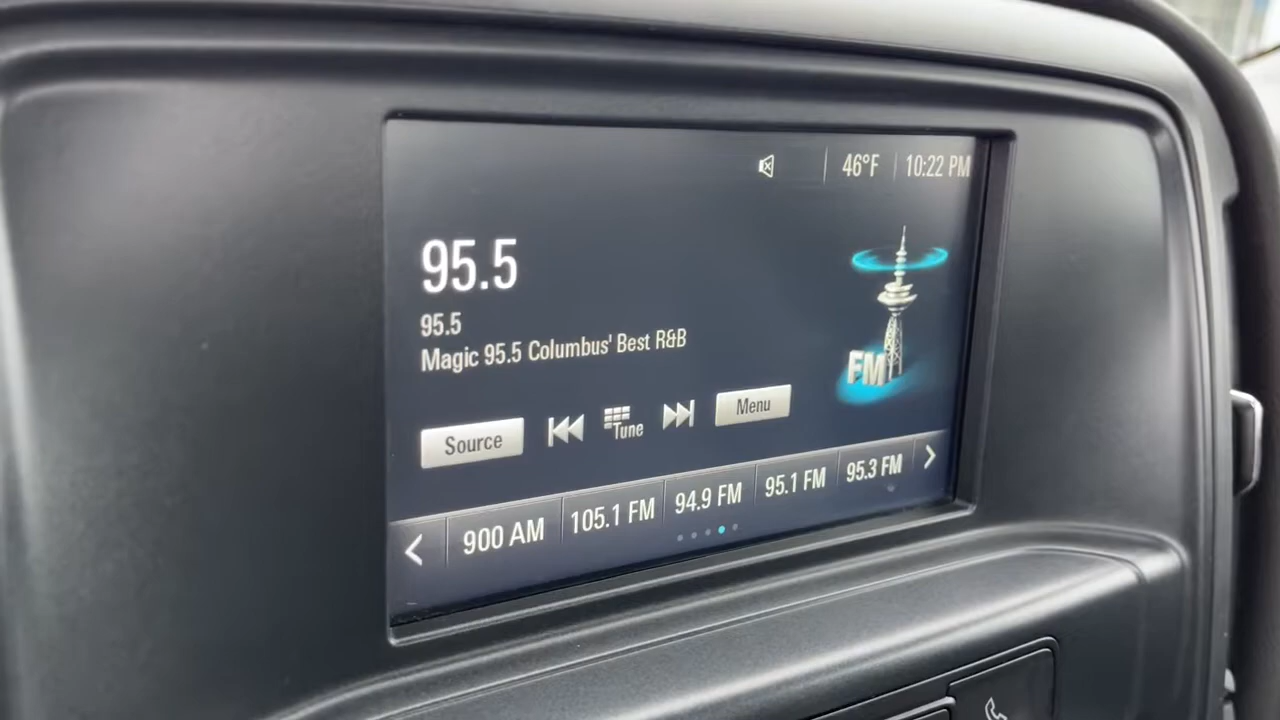 46°F 10:22 PM
95.5
95.5
Magic 95.5 Columbus' Best R&B
FM
Source Tune Menu
900 AM 105.1 FM 94.9 FM 95.1 FM 95.3 FM